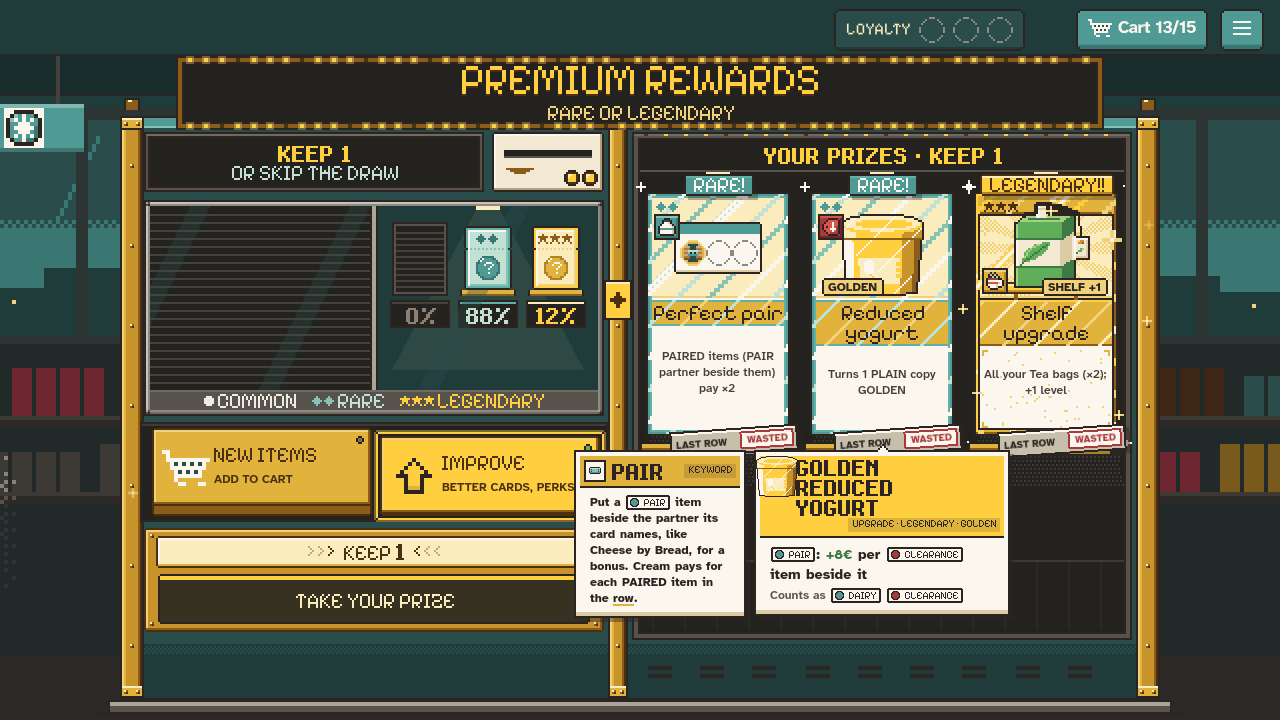 LOYALTY
Cart 13/15
PREMIUM REWARDS
RARE OR LEGENDARY
KEEP 1
OR SKIP THE DRAW
YOUR PRIZES · KEEP 1
RARE!
RARE!
LEGENDARY!!
GOLDEN
SHELF +1
Perfect pair
Reduced
yogurt
Shelf
upgrade
PAIRED items (PAIR
partner beside them)
pay ×2
Turns 1 PLAIN copy
GOLDEN
All your Tea bags (×2):
+1 level
LAST ROW
WASTED
LAST ROW
WASTED
LAST ROW
WASTED
?
?
0%
88%
12%
COMMON
RARE
LEGENDARY
NEW ITEMS
ADD TO CART
IMPROVE
BETTER CARDS, PERKS
>>> KEEP 1 <<<
TAKE YOUR PRIZE
PAIR
KEYWORD
Put a PAIR item
beside the partner its
card names, like
Cheese by Bread, for a
bonus. Cream pays for
each PAIRED item in
the row.
GOLDEN
REDUCED
YOGURT
UPGRADE · LEGENDARY · GOLDEN
PAIR: +8€ per CLEARANCE
item beside it
Counts as DAIRY CLEARANCE